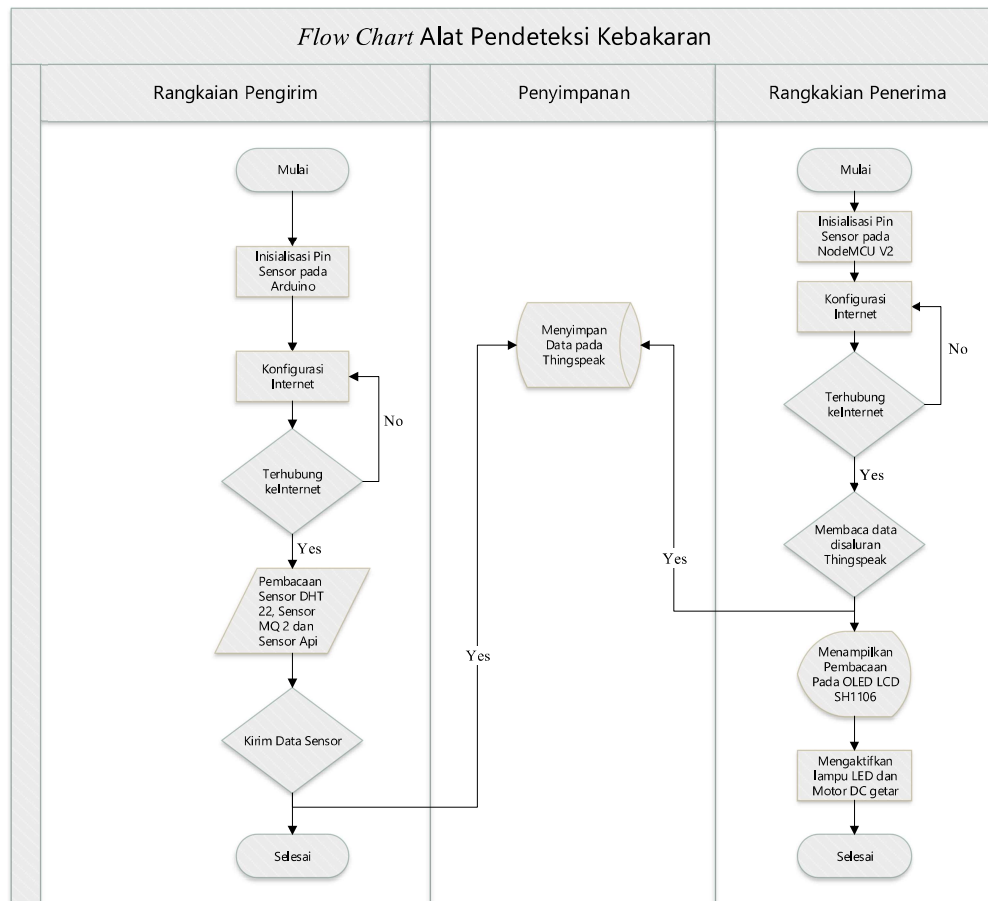 Flow Chart Alat Pendeteksi Kebakaran
Rangkaian Pengirim
Penyimpanan
Rangkakian Penerima
Mulai
Inisialisasi Pin
Sensor pada
Arduino
Konfigurasi
Internet
No
Terhubung
keInternet
Yes
Pembacaan
Sensor DHT
22, Sensor
MQ 2 dan
Sensor Api
Kirim Data Sensor
Selesai
Yes
Menyimpan
Data pada
Thingspeak
Yes
Mulai
Inisialisasi Pin
Sensor pada
NodeMCU V2
Konfigurasi
Internet
No
Terhubung
keInternet
Yes
Membaca data
disaluran
Thingspeak
Menampilkan
Pembacaan
Pada OLED LCD
SH1106
Mengaktifkan
lampu LED dan
Motor DC getar
Selesai